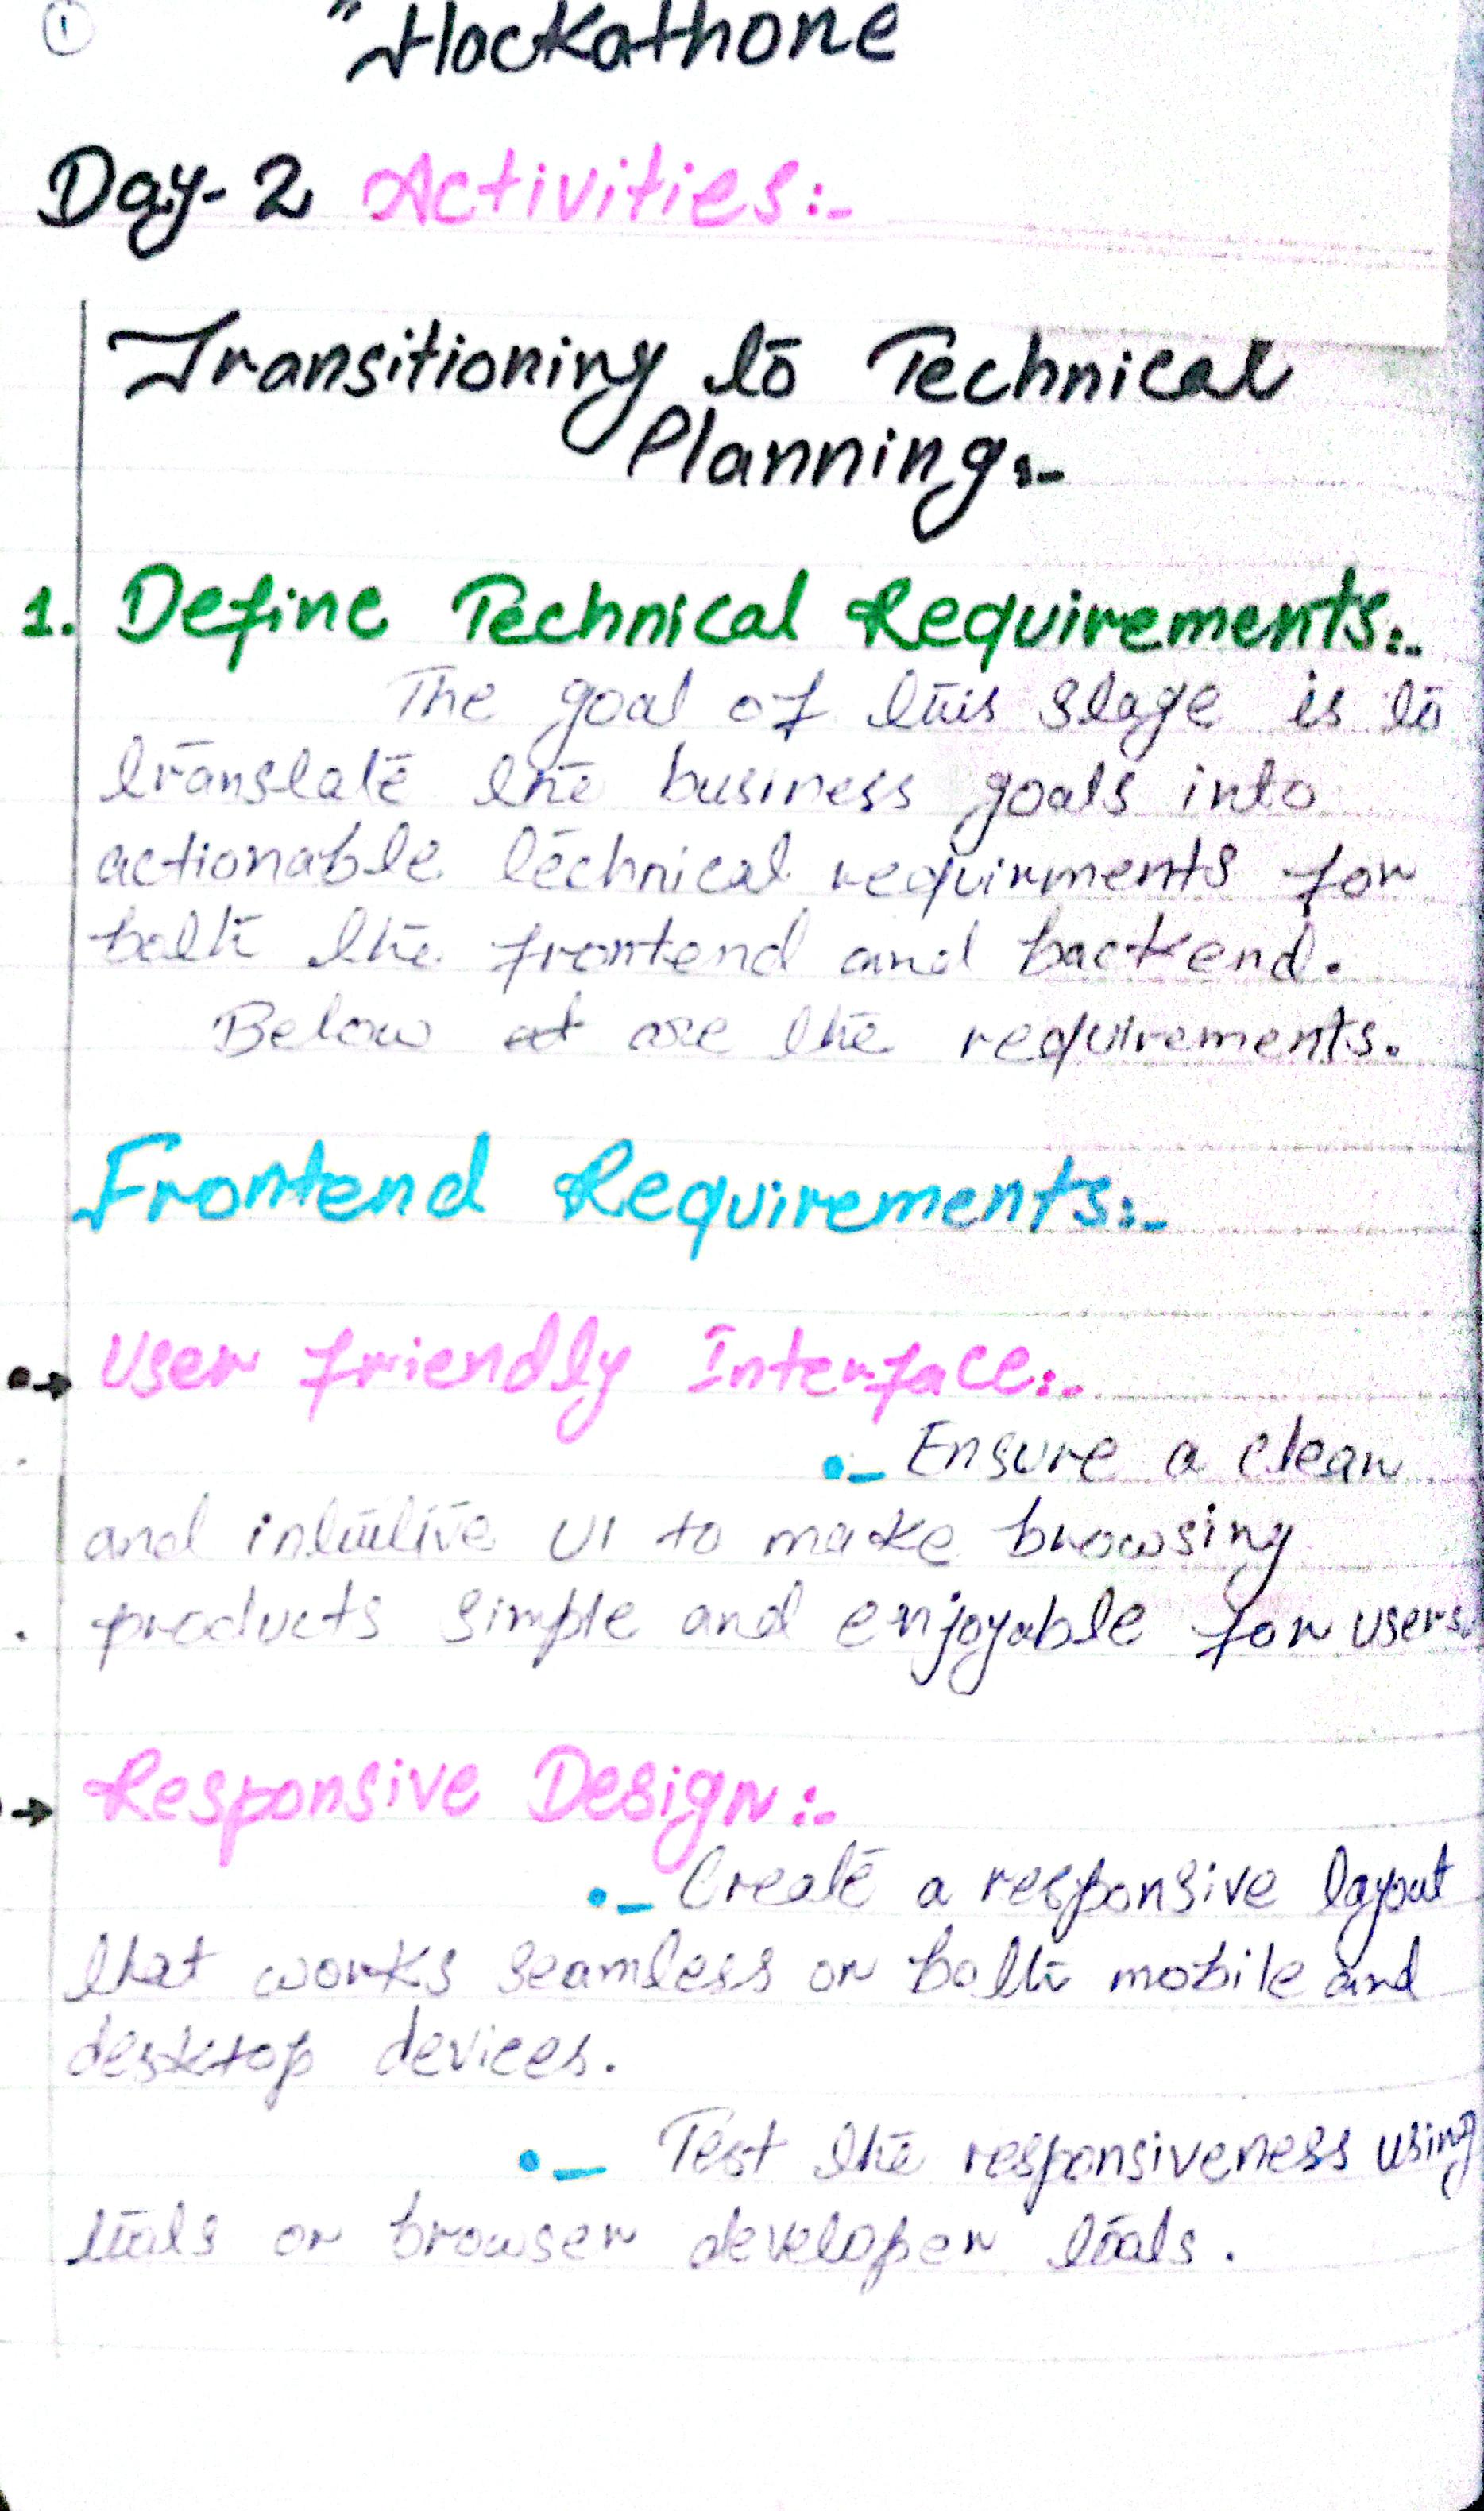 ①
"Hackathone
Day-2 Activities:-
Transitioning to Technical
Planning:-
1. Define Technical Requirements:-
The goal of this stage is to
translate the business goals into
actionable technical requirments for
both the frontend and backend.
Below are the requirements.
Frontend Requirements:-
•→ User friendly Interface:-
•- Ensure a clean
and intuitive UI to make browsing
products simple and enjoyable for users.
→ Responsive Design:-
•- Create a responsive layout
that works seamless on both mobile and
desktop devices.
•- Test the responsiveness using
tools or browser developer tools.